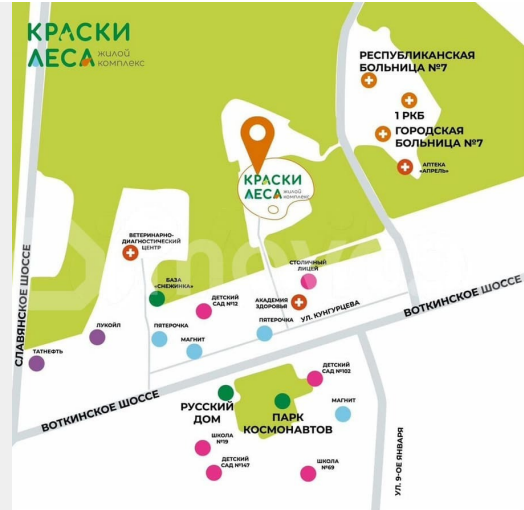 КРАСКИ
ЛЕСА жилой
комплекс
РЕСПУБЛИКАНСКАЯ
БОЛЬНИЦА №7
1 РКБ
ГОРОДСКАЯ
БОЛЬНИЦА №7
АПТЕКА
«АПРЕЛЬ»
КРАСКИ
ЛЕСА жилой
комплекс
ВЕТЕРИНАРНО-
ДИАГНОСТИЧЕСКИЙ
ЦЕНТР
СТОЛИЧНЫЙ
ЛИЦЕЙ
БАЗА
«СНЕЖИНКА»
ДЕТСКИЙ
САД №12
АКАДЕМИЯ
ЗДОРОВЬЯ
УЛ. КУНГУРЦЕВА
ВОТКИНСКОЕ ШОССЕ
СЛАВЯНСКОЕ ШОССЕ
ЛУКОЙЛ
ТАТНЕФТЬ
ПЯТЕРОЧКА
МАГНИТ
ПЯТЕРОЧКА
ВОТКИНСКОЕ ШОССЕ
ДЕТСКИЙ
САД №102
РУССКИЙ
ДОМ
ПАРК
КОСМОНАВТОВ
МАГНИТ
ШКОЛА
№19
ДЕТСКИЙ
САД №147
ШКОЛА
№69
УЛ. 9-ОЕ ЯНВАРЯ